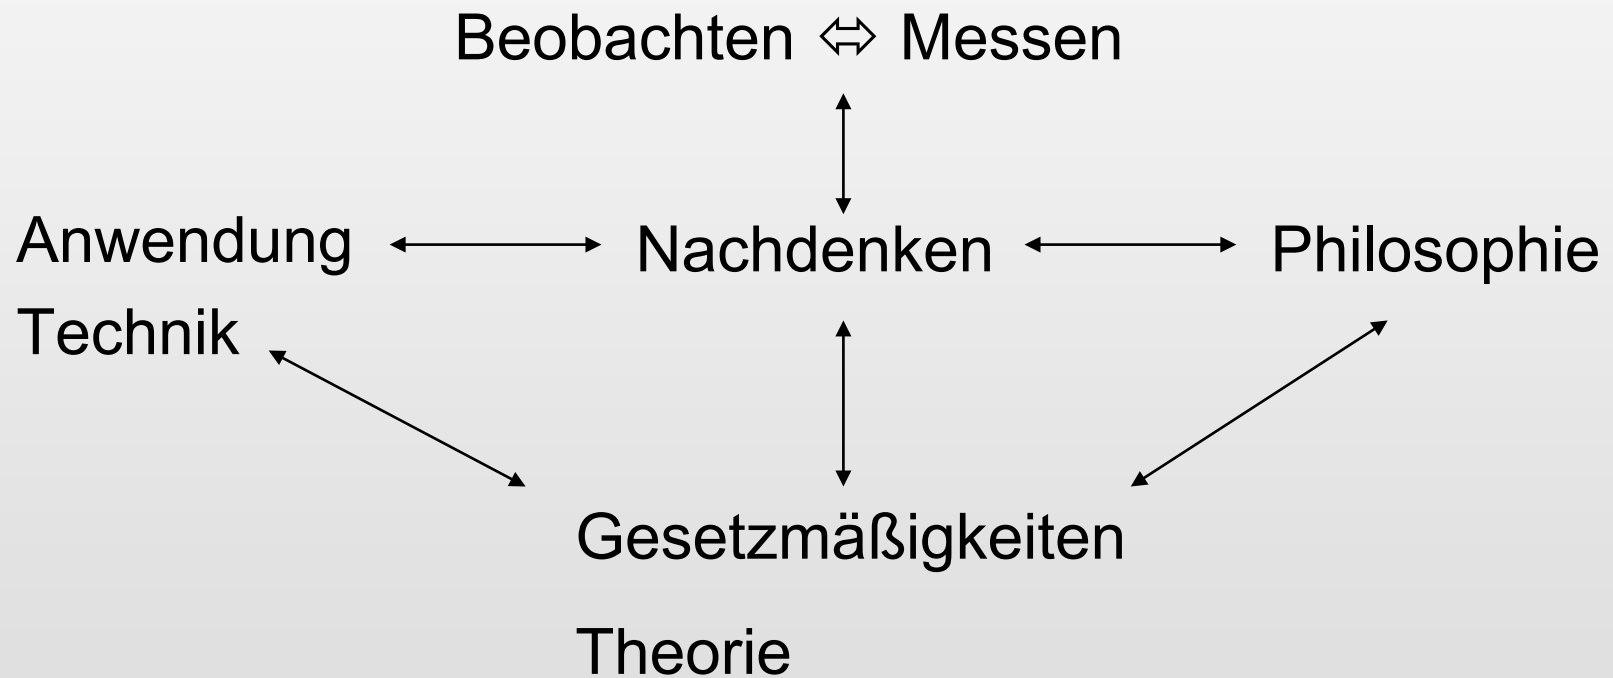 Beobachten ⬄ Messen
Anwendung
Nachdenken
Philosophie
Technik
Gesetzmäßigkeiten
Theorie